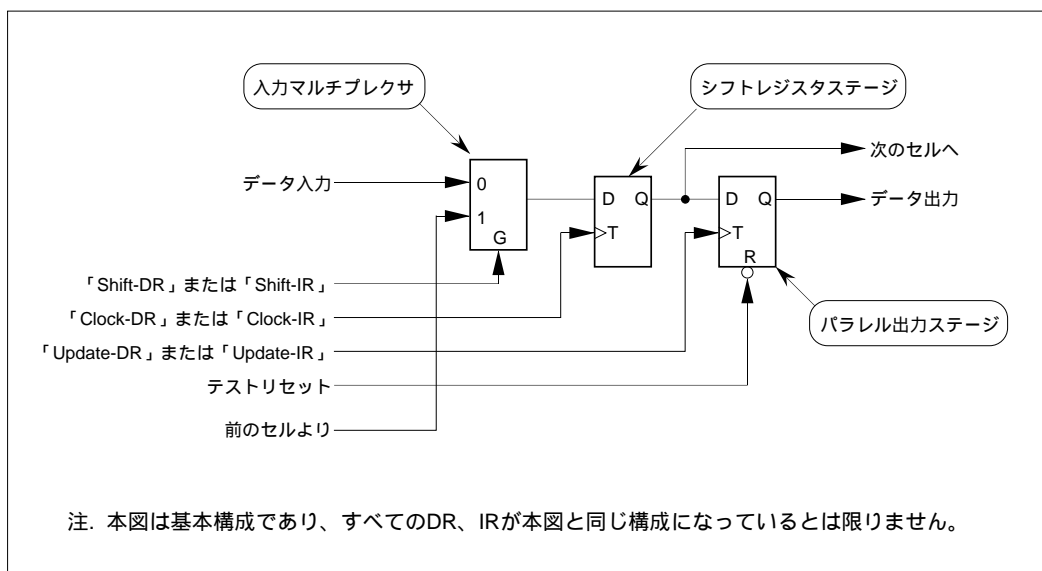 入力マルチプレクサ
シフトレジスタステージ
次のセルへ
データ入力
0
D Q
D Q
データ出力
1
T
T
G
R
「Shift-DR」または「Shift-IR」
「Clock-DR」または「Clock-IR」
パラレル出力ステージ
「Update-DR」または「Update-IR」
テストリセット
前のセルより
注. 本図は基本構成であり、すべてのDR、IRが本図と同じ構成になっているとは限りません。